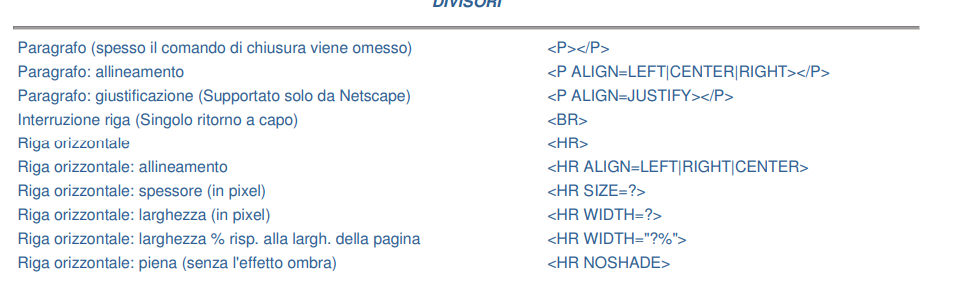 DIVISORI
Paragrafo (spesso il comando di chiusura viene omesso) <P></P>
Paragrafo: allineamento <P ALIGN=LEFT|CENTER|RIGHT></P>
Paragrafo: giustificazione (Supportato solo da Netscape) <P ALIGN=JUSTIFY></P>
Interruzione riga (Singolo ritorno a capo) <BR>
Riga orizzontale <HR>
Riga orizzontale: allineamento <HR ALIGN=LEFT|RIGHT|CENTER>
Riga orizzontale: spessore (in pixel) <HR SIZE=?>
Riga orizzontale: larghezza (in pixel) <HR WIDTH=?>
Riga orizzontale: larghezza % risp. alla largh. della pagina <HR WIDTH="?%">
Riga orizzontale: piena (senza l'effetto ombra) <HR NOSHADE>